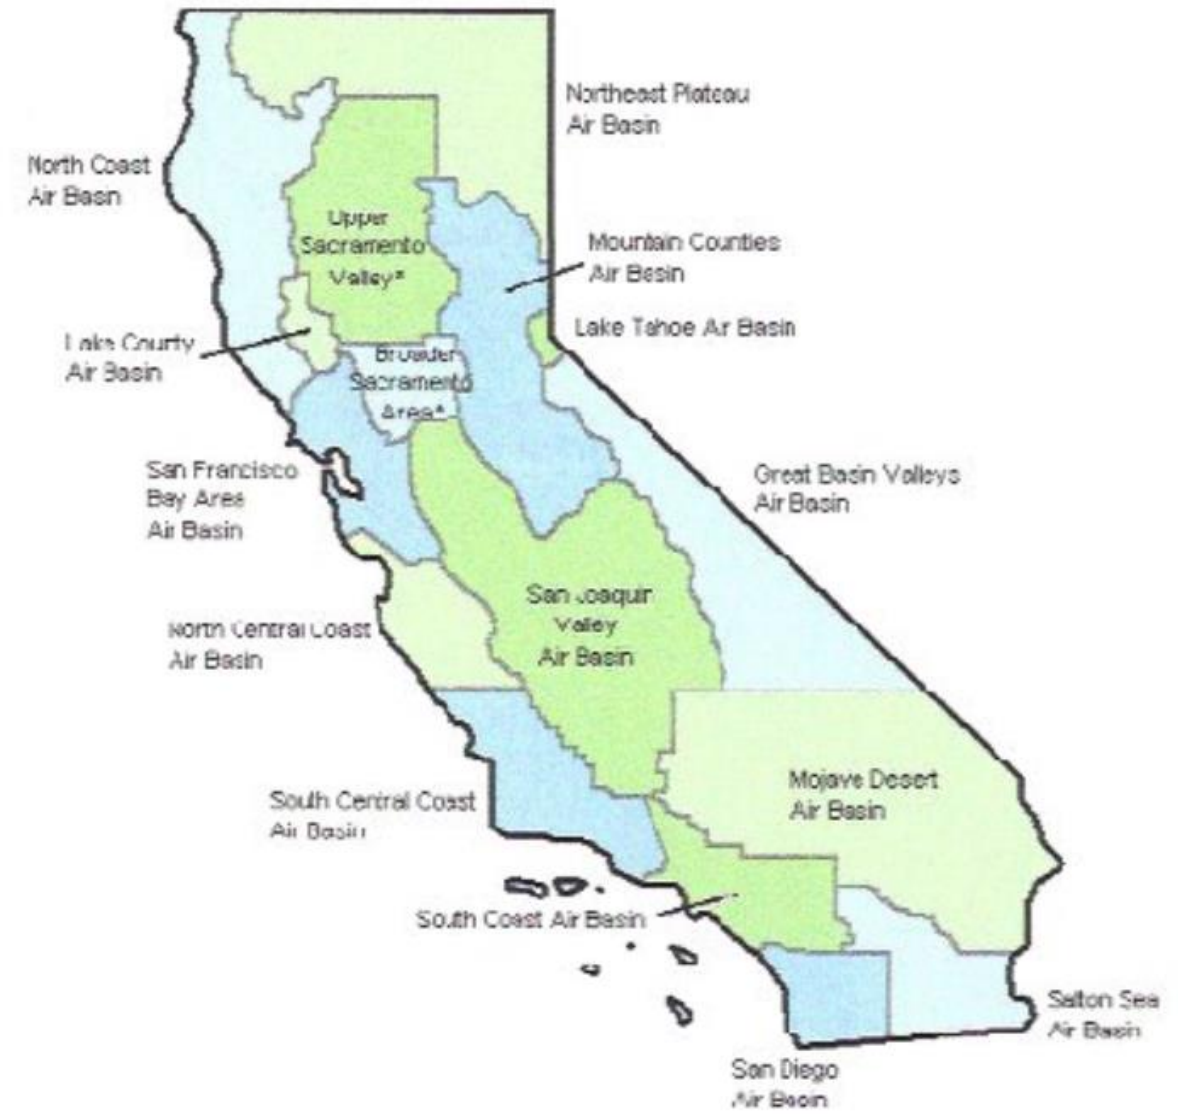 Northeast Plateau
Air Basin
North Coast
Air Basin
Upper
Sacramento
Valley*
Mountain Counties
Air Basin
Lake Tahoe Air Basin
Lake County
Air Basin
Broader
Sacramento
Area*
San Francisco
Bay Area
Air Basin
Great Basin Valleys
Air Basin
San Joaquin
Valley
Air Basin
North Central Coast
Air Basin
Mojave Desert
Air Basin
South Central Coast
Air Basin
South Coast Air Basin
Salton Sea
Air Basin
San Diego
Air Basin